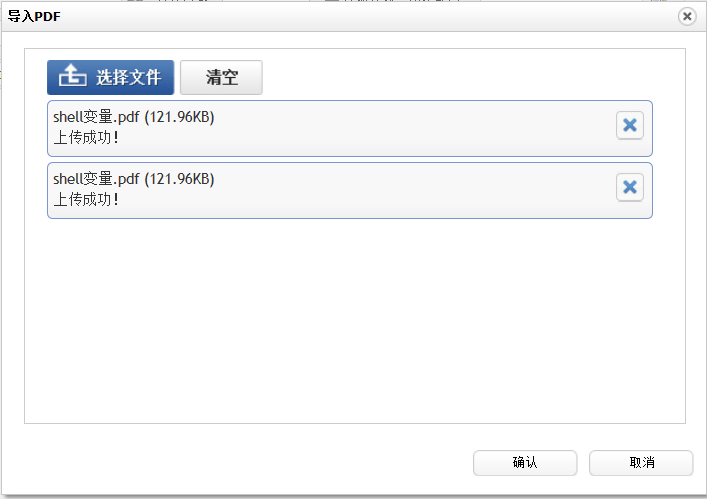 导入PDF
选择文件 清空
shell变量.pdf (121.96KB)
上传成功!
shell变量.pdf (121.96KB)
上传成功!
确认 取消